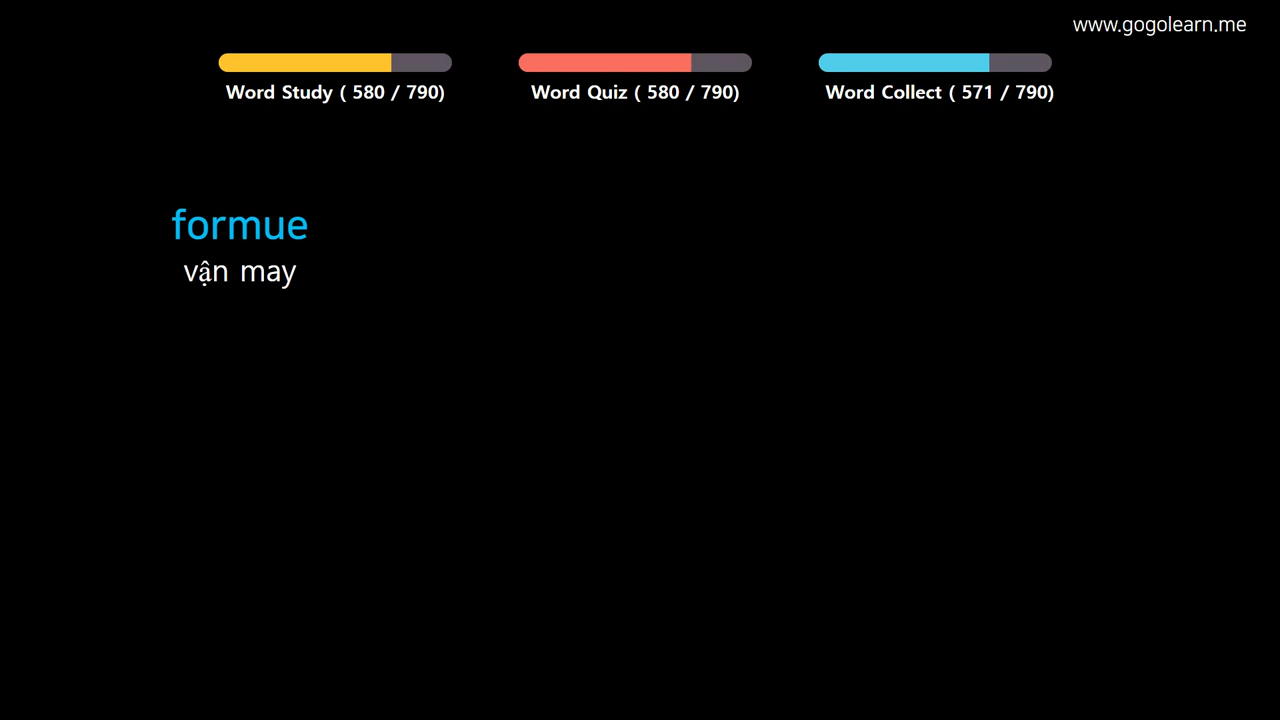 www.gogolearn.me
Word Study ( 580 / 790)
Word Quiz ( 580 / 790)
Word Collect ( 571 / 790)
formue
vận may